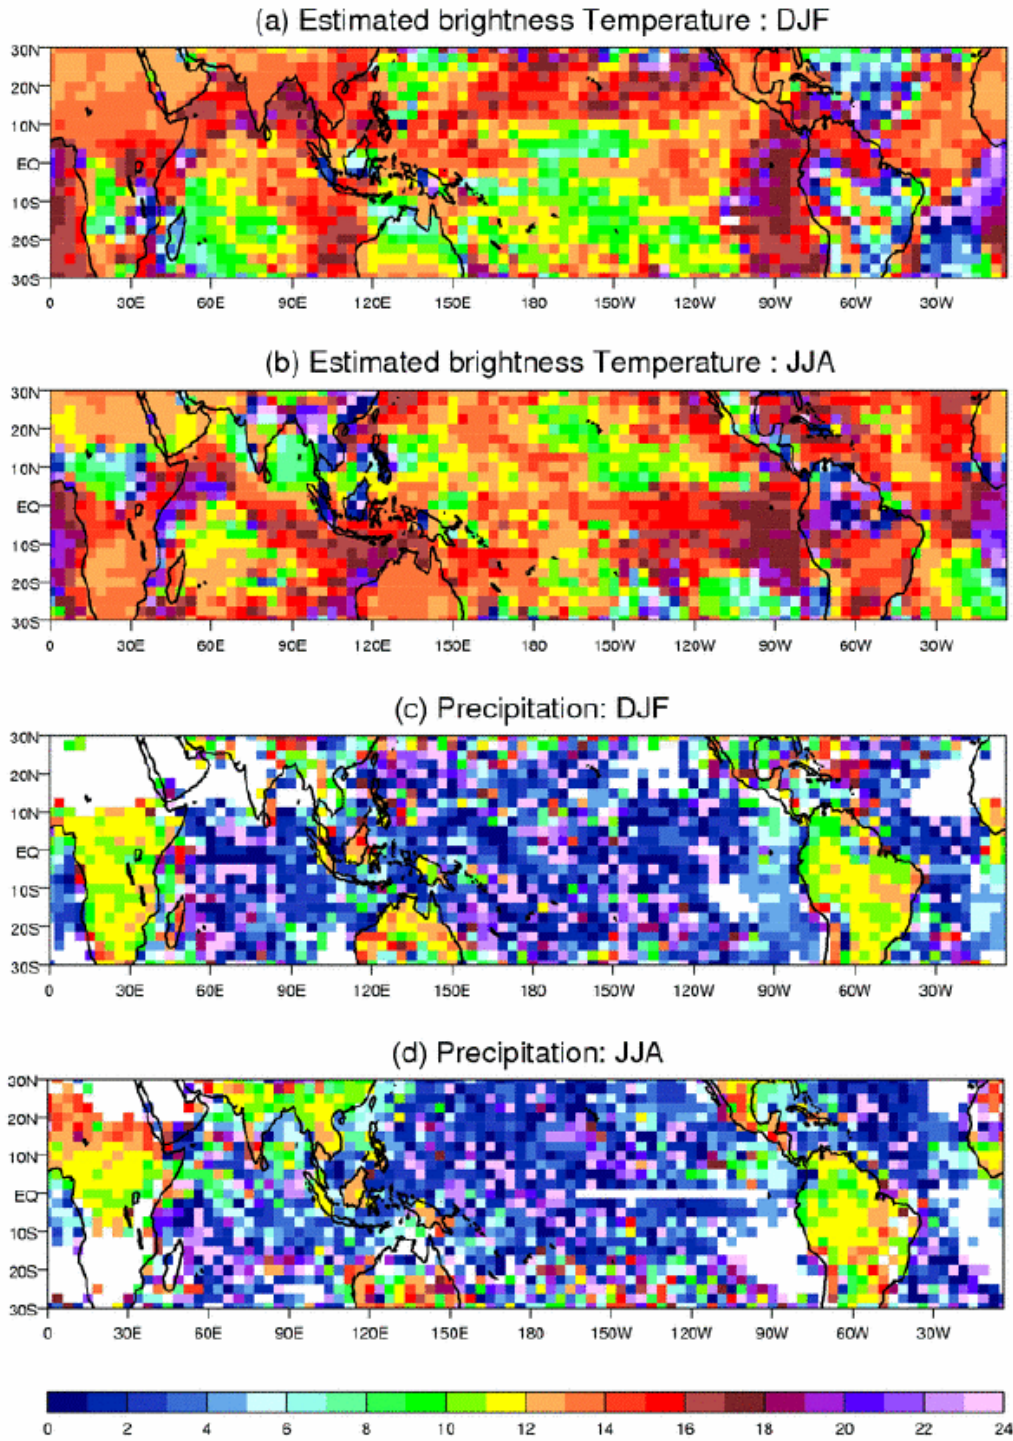 (a) Estimated brightness Temperature : DJF
30N
20N
10N
EQ
10S
20S
30S
0 30E 60E 90E 120E 150E 180 150W 120W 90W 60W 30W
(b) Estimated brightness Temperature : JJA
30N
20N
10N
EQ
10S
20S
30S
0 30E 60E 90E 120E 150E 180 150W 120W 90W 60W 30W
(c) Precipitation: DJF
30N
20N
10N
EQ
10S
20S
30S
0 30E 60E 90E 120E 150E 180 150W 120W 90W 60W 30W
(d) Precipitation: JJA
30N
20N
10N
EQ
10S
20S
30S
0 30E 60E 90E 120E 150E 180 150W 120W 90W 60W 30W
0 2 4 6 8 10 12 14 16 18 20 22 24